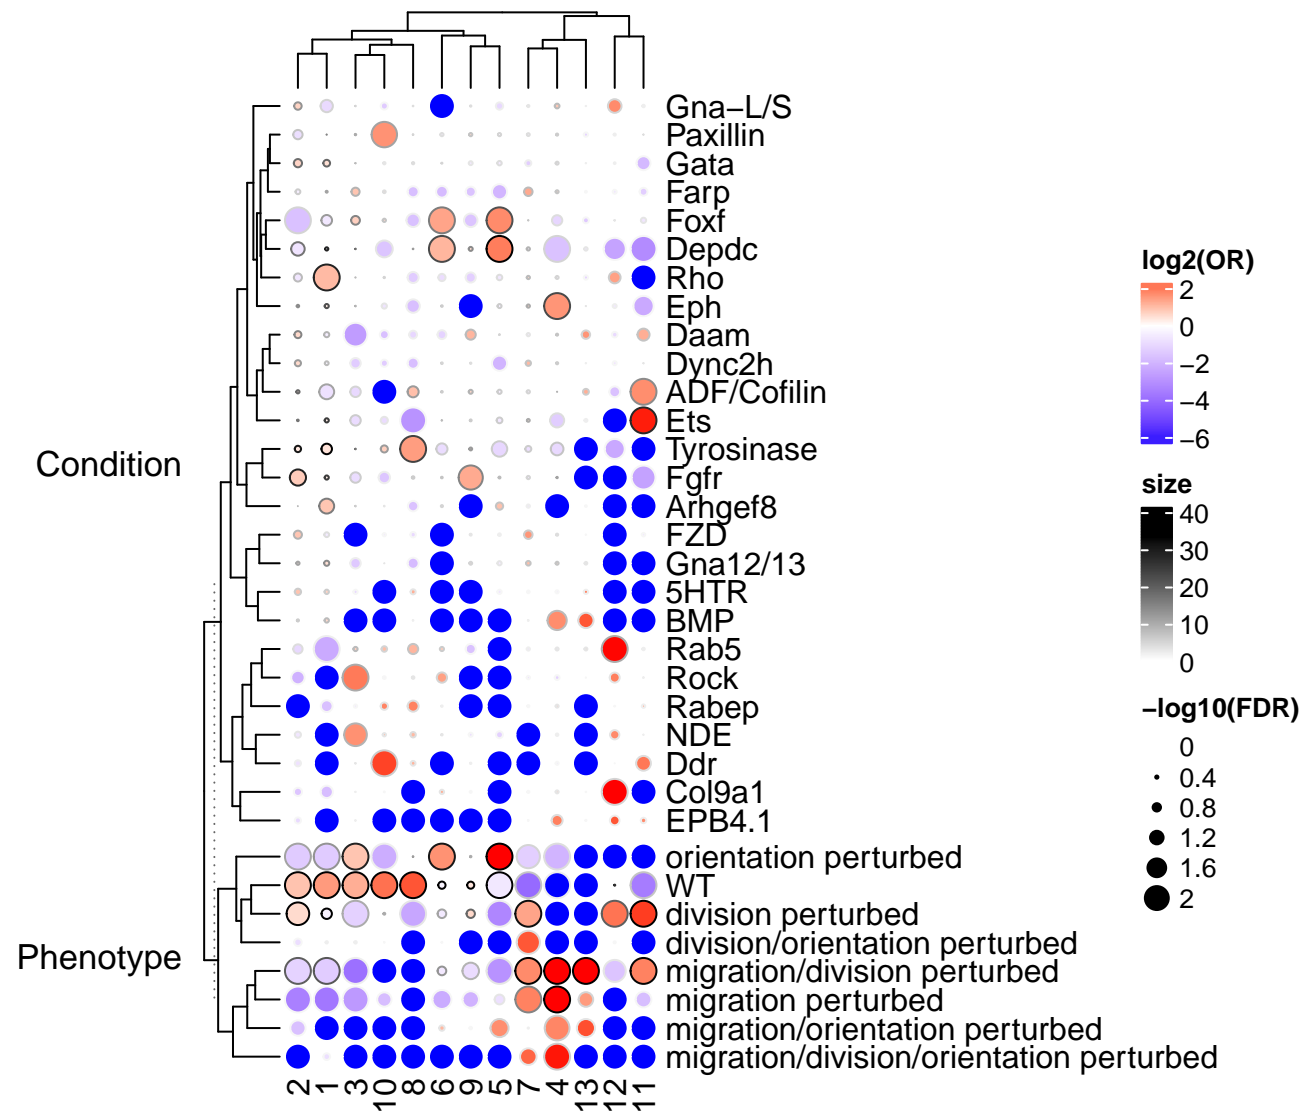 Gna−L/S
Paxillin
Gata
Farp
Foxf
Depdc
Rho
Eph
Daam
Dync2h
ADF/Cofilin
Ets
Tyrosinase
Fgfr
Arhgef8
FZD
Gna12/13
5HTR
BMP
Rab5
Rock
Rabep
NDE
Ddr
Col9a1
EPB4.1
Condition
orientation perturbed
WT
division perturbed
division/orientation perturbed
migration/division perturbed
migration perturbed
migration/orientation perturbed
migration/division/orientation perturbed
Phenotype
2 1 3 10 8 6 9 5 7 4 13 12 11
log2(OR)
2
0
−2
−4
−6
size
40
30
20
10
0
−log10(FDR)
0
0.4
0.8
1.2
1.6
2